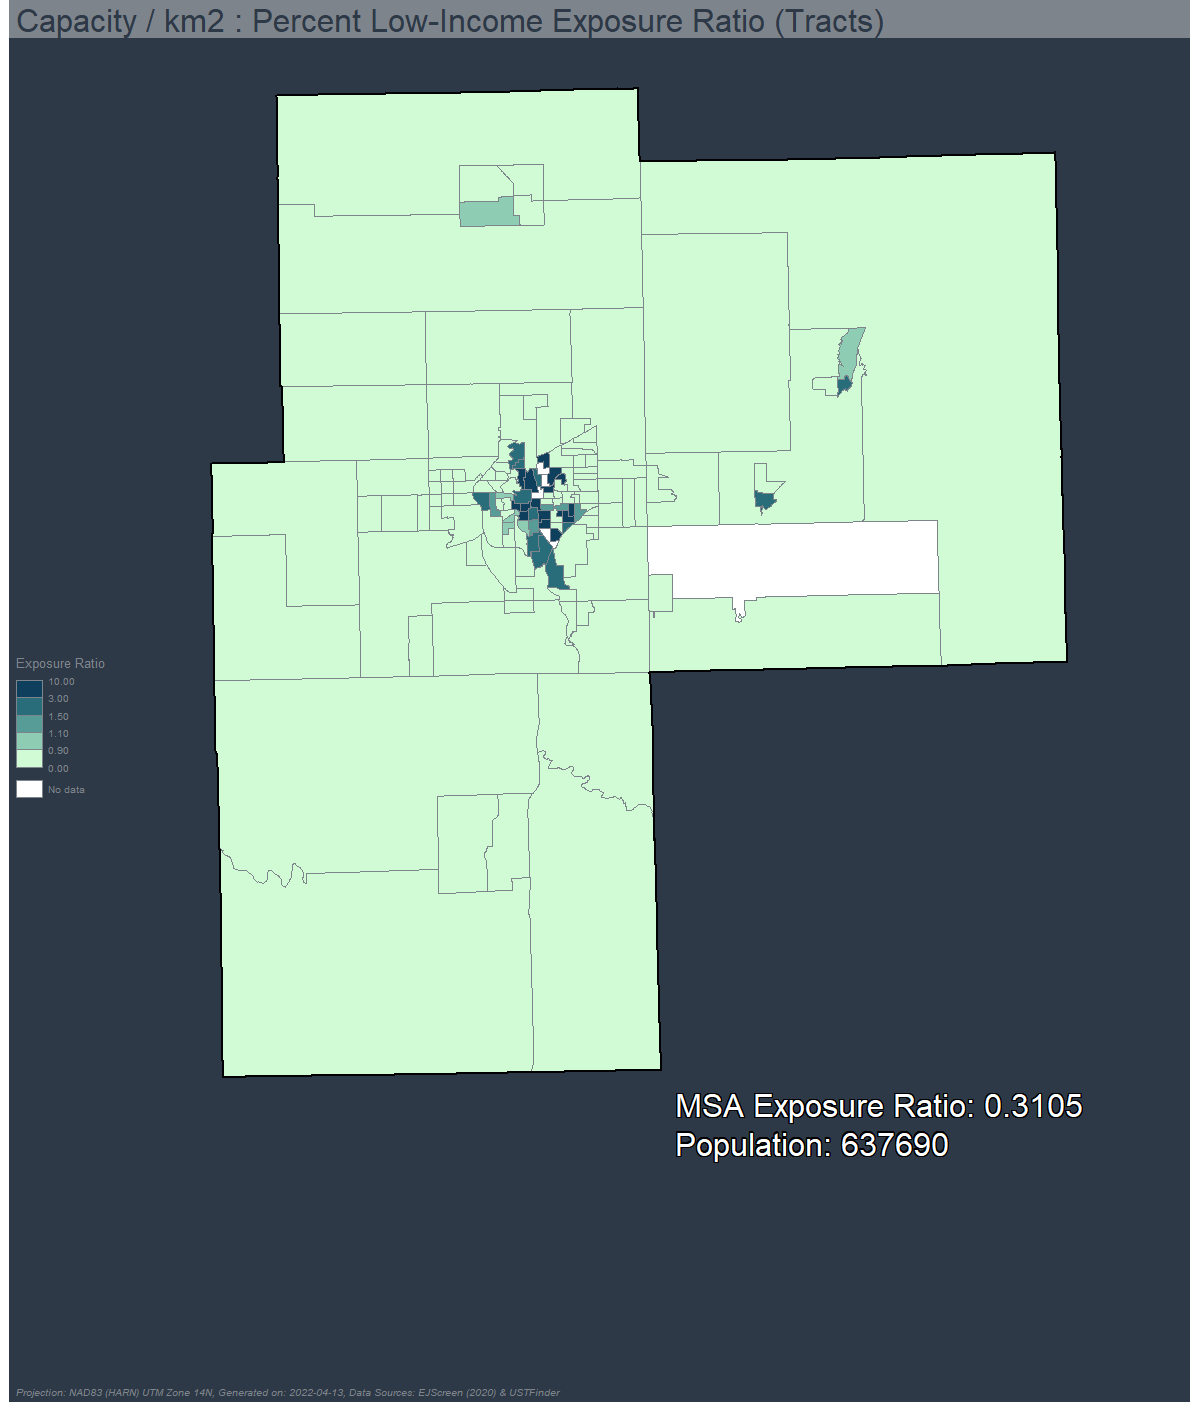 Capacity / km2 : Percent Low-Income Exposure Ratio (Tracts)
Exposure Ratio
10.00
3.00
1.50
1.10
0.90
0.00
No data
MSA Exposure Ratio: 0.3105
Population: 637690
Projection: NAD83 (HARN) UTM Zone 14N, Generated on: 2022-04-13, Data Sources: EJScreen (2020) & USTFinder